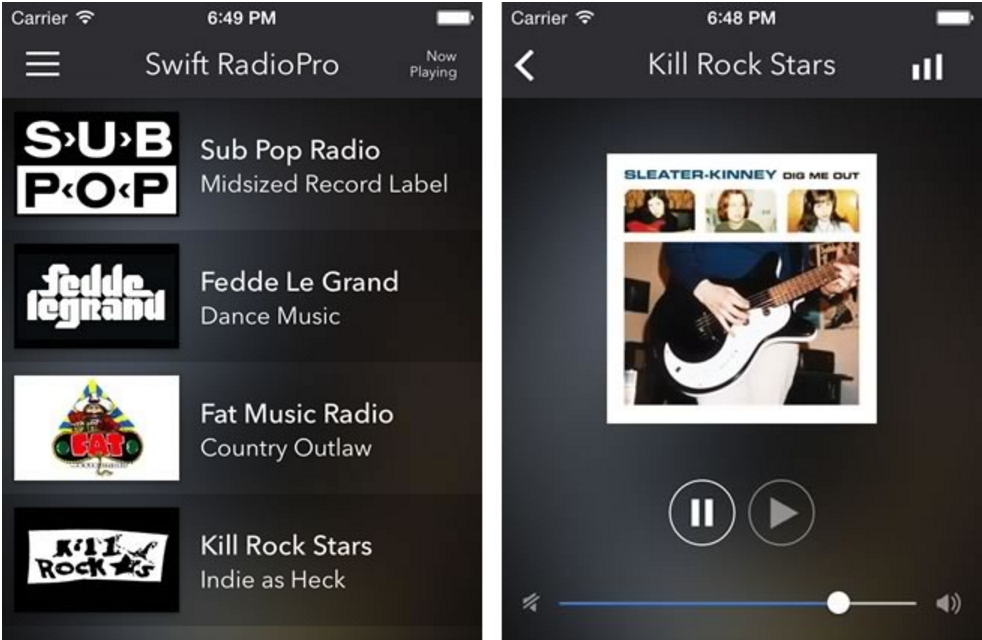 Carrier 6:49 PM
Swift RadioPro
Now
Playing
S›U›B
P‹O‹P
Sub Pop Radio
Midsized Record Label
fedde
legrand
Fedde Le Grand
Dance Music
FAT
Fat Music Radio
Country Outlaw
Kill
Rock Stars
Kill Rock Stars
Indie as Heck
Carrier 6:48 PM
Kill Rock Stars
SLEATER-KINNEY DIG ME OUT